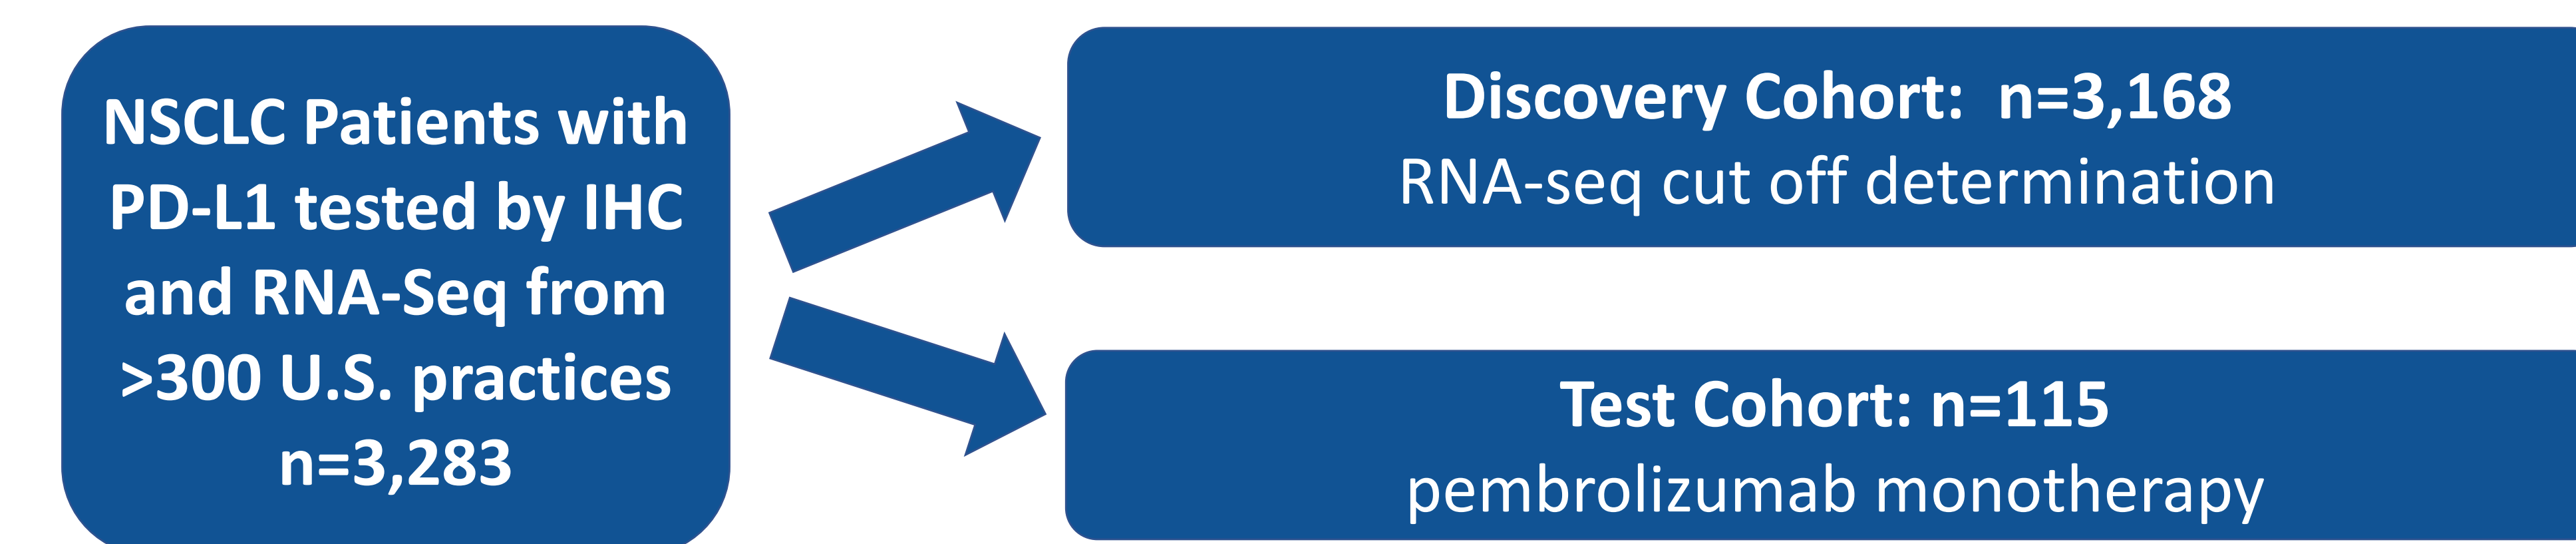 NSCLC Patients with
PD-L1 tested by IHC
and RNA-Seq from
>300 U.S. practices
n=3,283
Discovery Cohort:  n=3,168
RNA-seq cut off determination
Test Cohort: n=115
pembrolizumab monotherapy